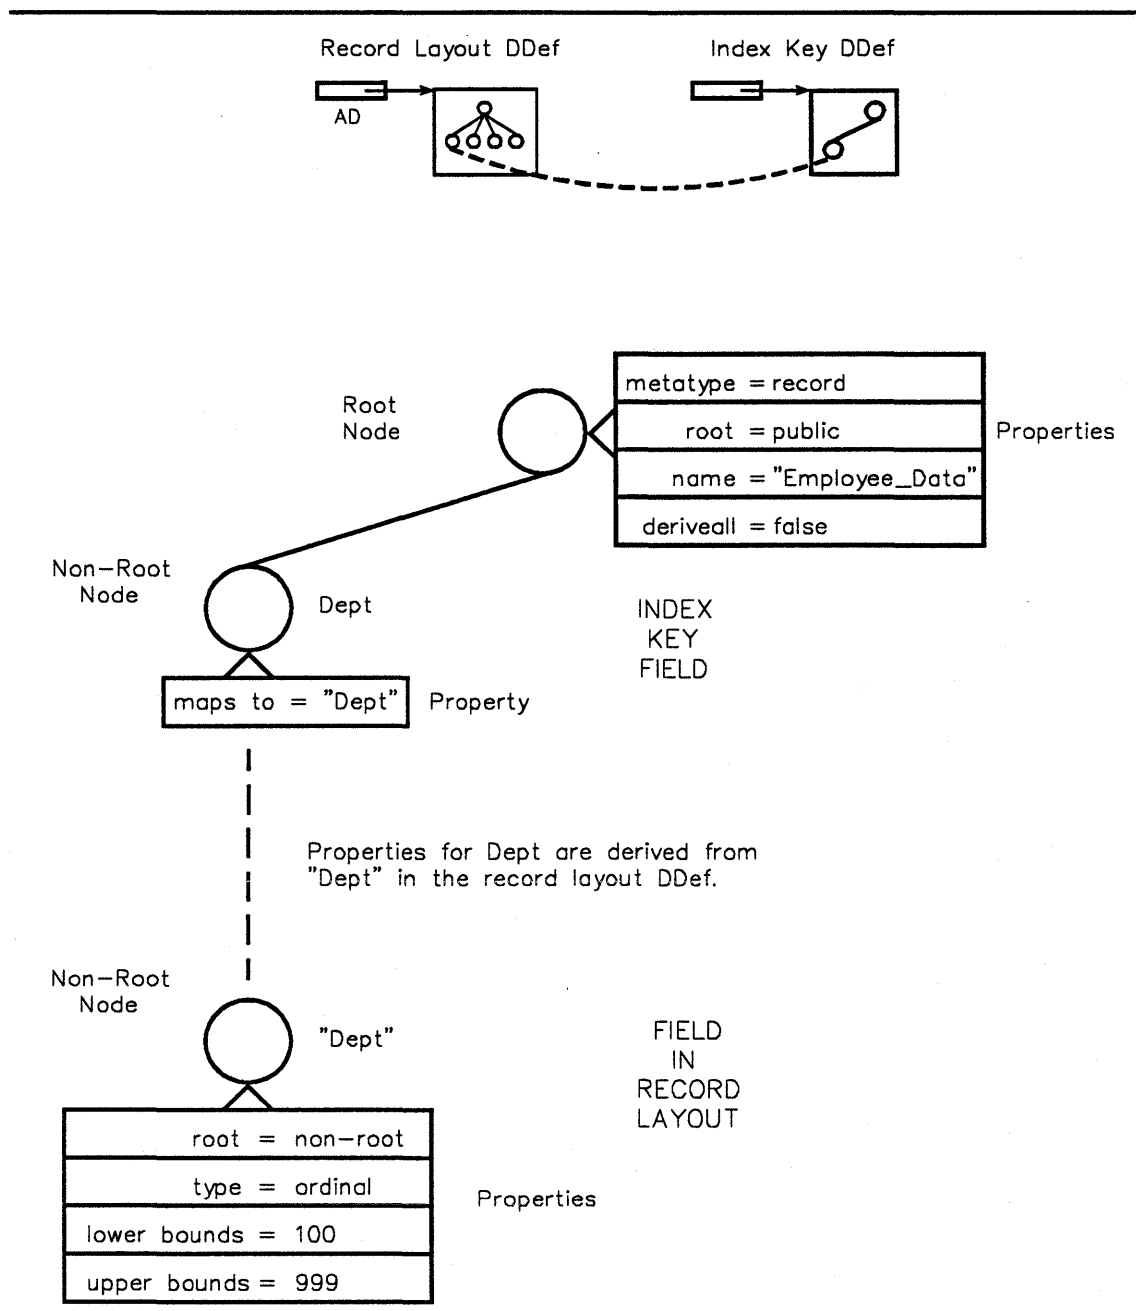 Record Layout DDef
Index Key DDef
AD
Root
Node
metatype = record
root = public
name = "Employee_Data"
deriveall = false
Properties
Non-Root
Node
Dept
INDEX
KEY
FIELD
maps to = "Dept"
Property
Properties for Dept are derived from
"Dept" in the record layout DDef.
Non-Root
Node
"Dept"
FIELD
IN
RECORD
LAYOUT
root = non-root
type = ordinal
lower bounds = 100
upper bounds = 999
Properties